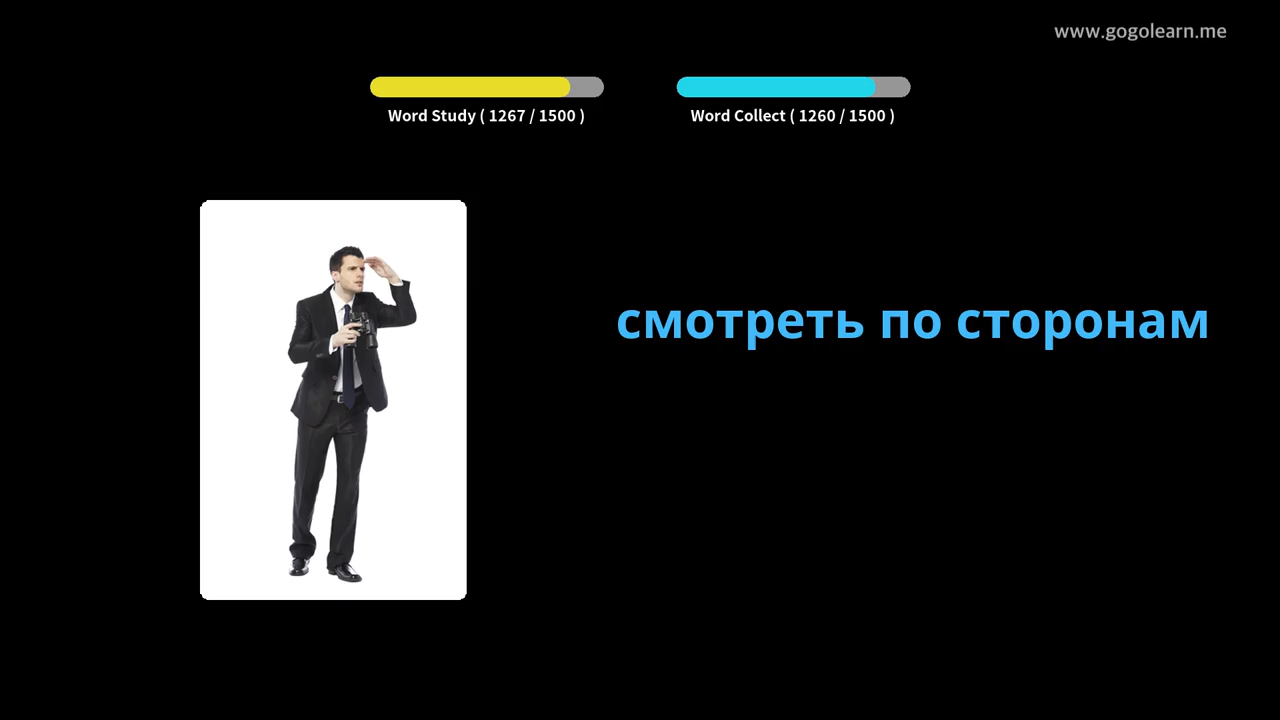 www.gogolearn.me
Word Study ( 1267 / 1500 )
Word Collect ( 1260 / 1500 )
смотреть по сторонам